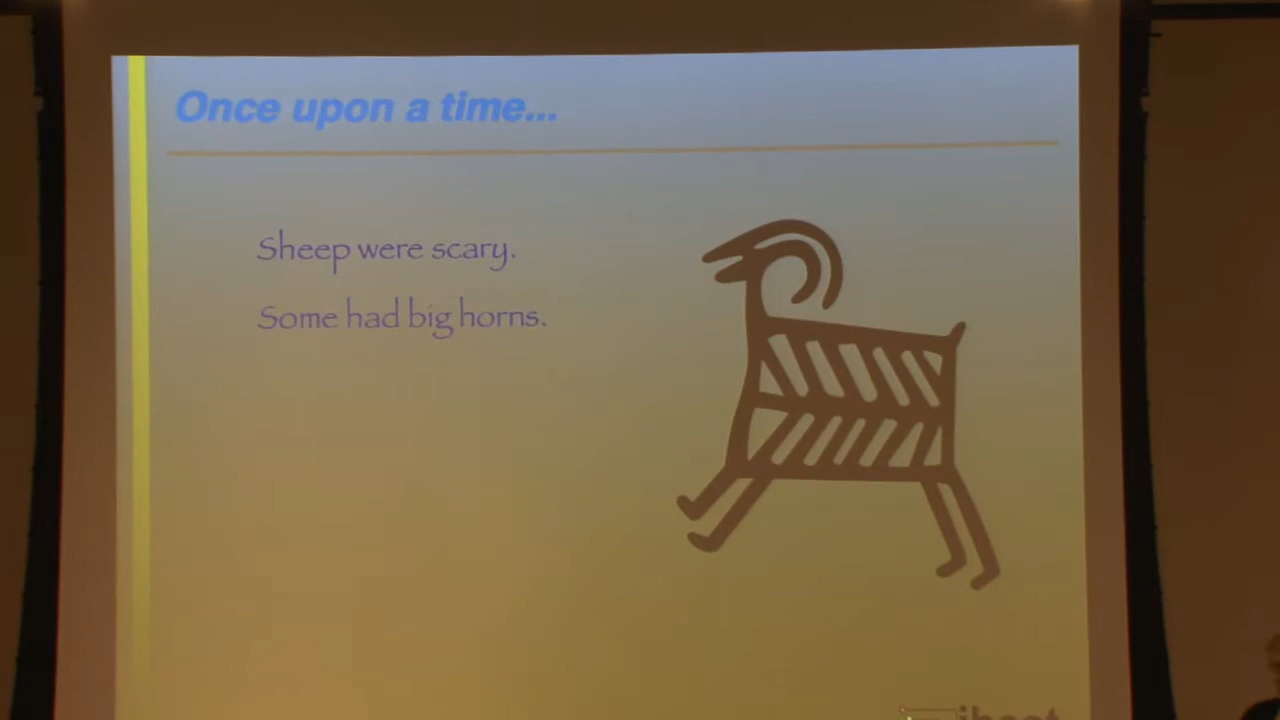 Once upon a time...
Sheep were scary.
Some had big horns.